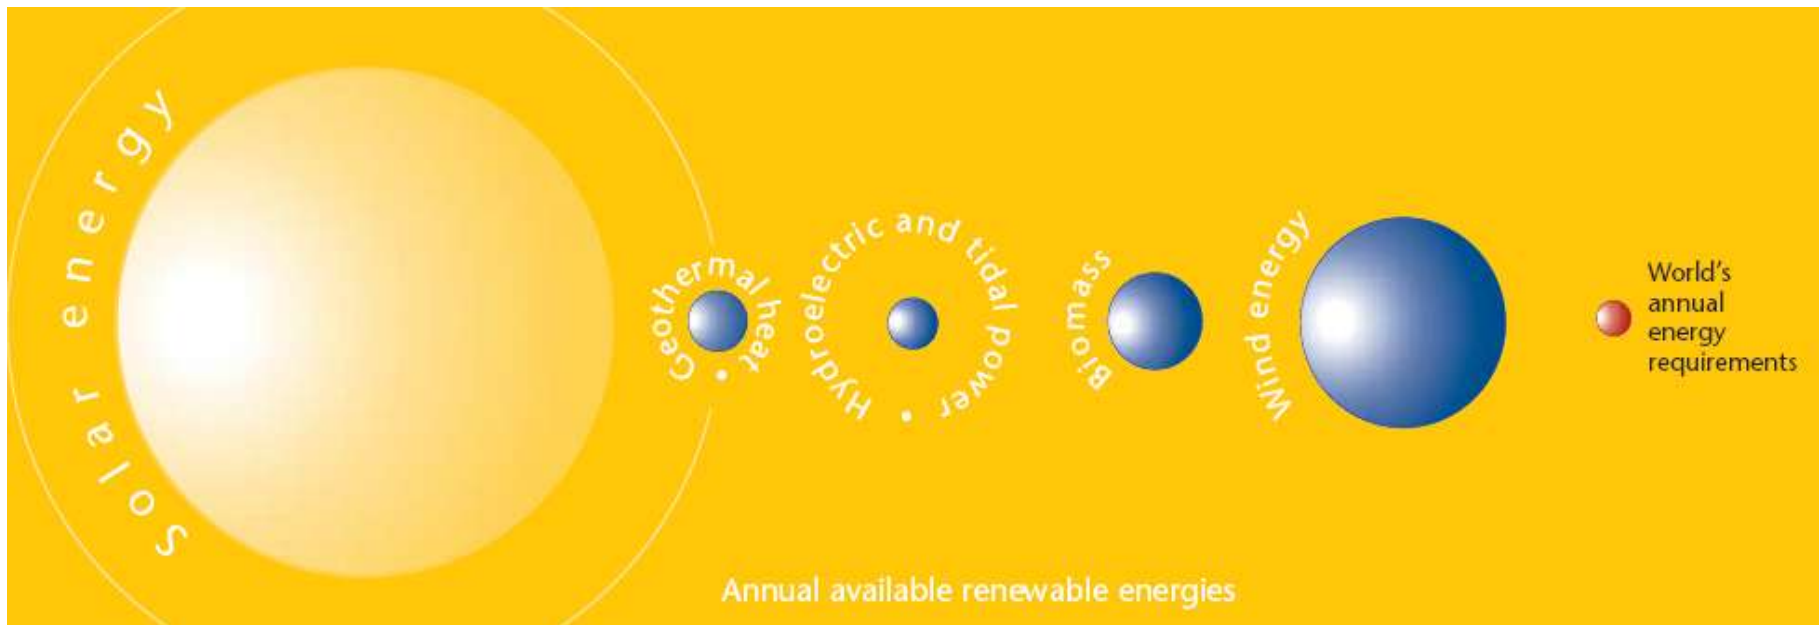 Solar energy
Geothermal heat •
Hydroelectric and tidal power •
Biomass
Wind energy
World's
annual
energy
requirements
Annual available renewable energies